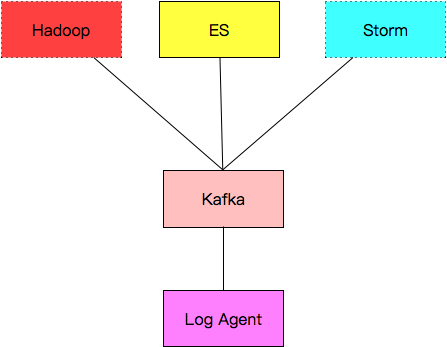 Hadoop
ES
Storm
Kafka
Log Agent